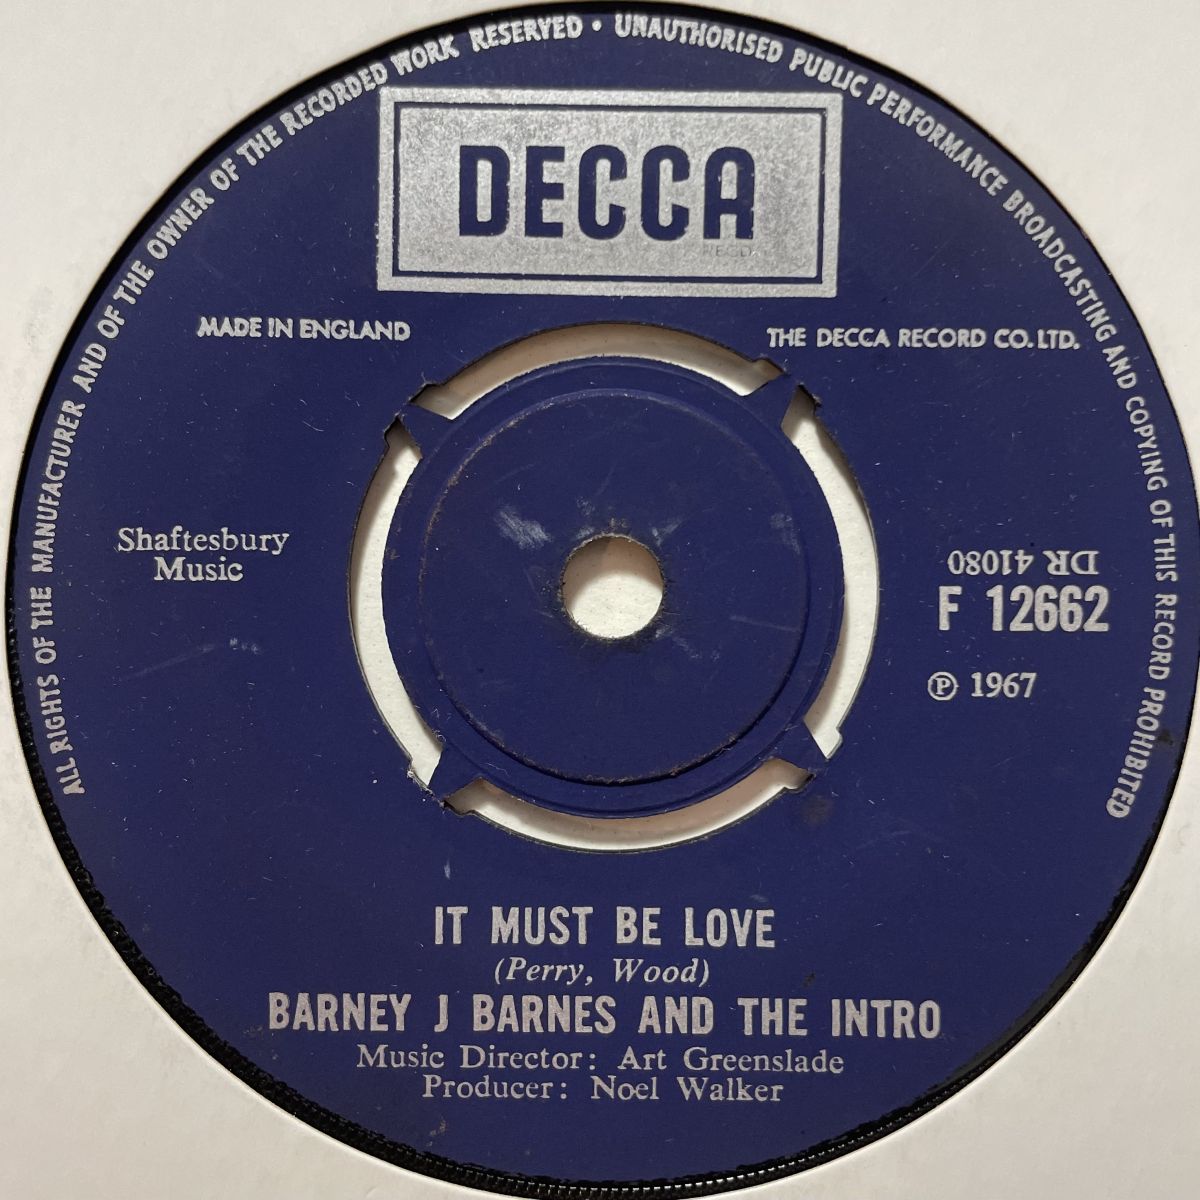 ALL RIGHTS OF THE MANUFACTURER AND OF THE OWNER OF THE RECORDED WORK RESERVED • UNAUTHORISED PUBLIC PERFORMANCE BROADCASTING AND COPYING OF THIS RECORD PROHIBITED
DECCA
MADE IN ENGLAND
THE DECCA RECORD CO. LTD.
Shaftesbury
Music
DR 41080
F 12662
℗ 1967
IT MUST BE LOVE
(Perry, Wood)
BARNEY J BARNES AND THE INTRO
Music Director: Art Greenslade
Producer: Noel Walker